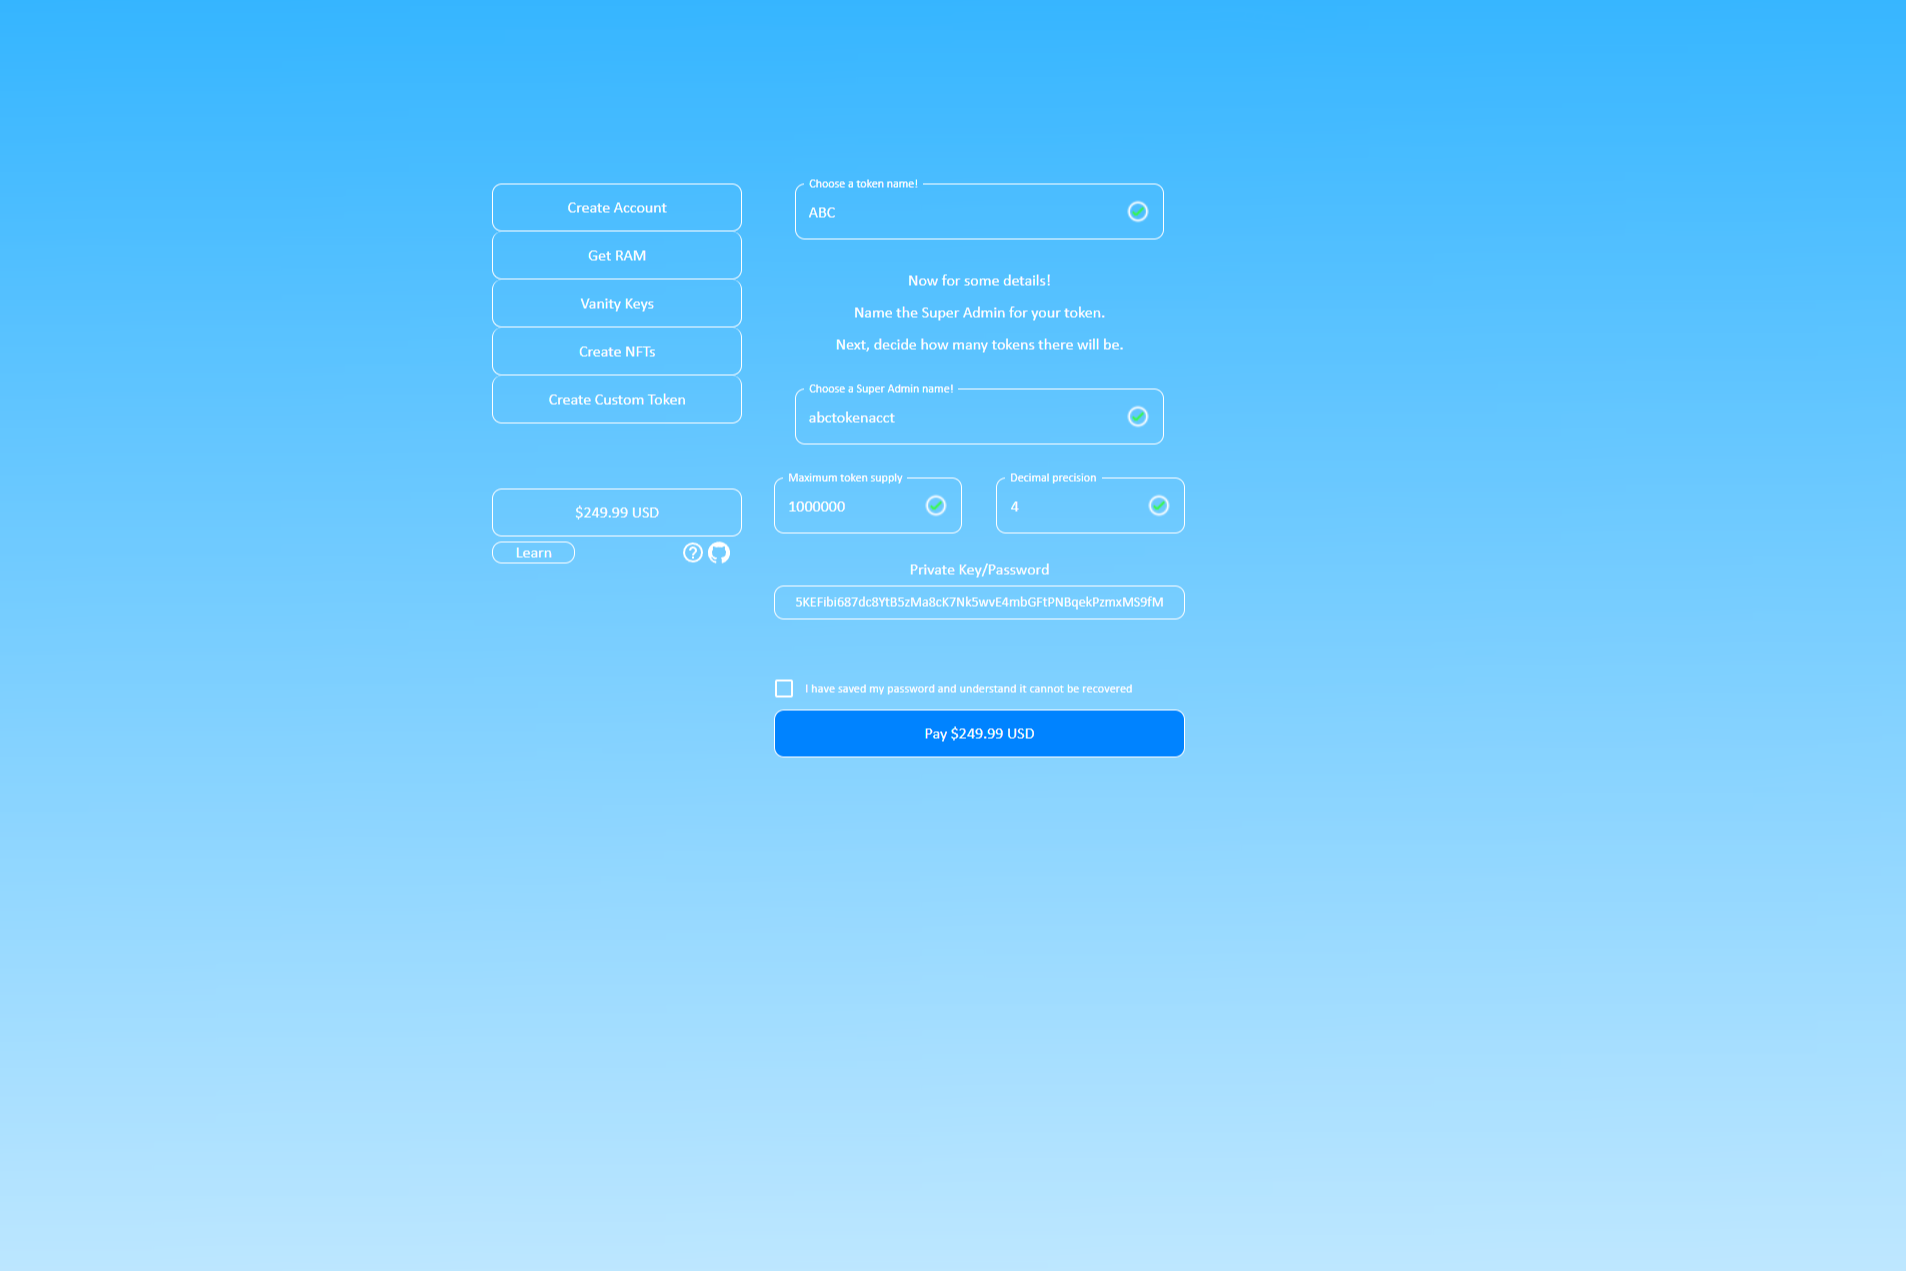 Create Account
Get RAM
Vanity Keys
Create NFTs
Create Custom Token
$249.99 USD
Learn
Choose a token name!
ABC
Now for some details!
Name the Super Admin for your token.
Next, decide how many tokens there will be.
Choose a Super Admin name!
abctokenacct
Maximum token supply
1000000
Decimal precision
4
Private Key/Password
5KEFibi687dc8YtB5zMa8cK7Nk5wvE4mbGFtPNBqekPzmxMS9fM
I have saved my password and understand it cannot be recovered
Pay $249.99 USD